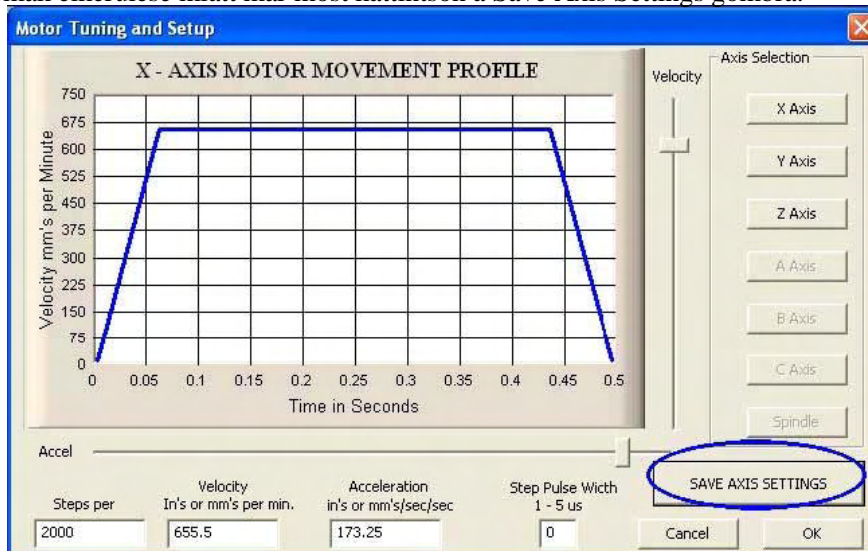 Save Axis Settings
Motor Tuning and Setup
X - AXIS MOTOR MOVEMENT PROFILE
Velocity mm's per Minute
750
675
600
525
450
375
300
225
150
75
0
0 0.05 0.1 0.15 0.2 0.25 0.3 0.35 0.4 0.45 0.5
Time in Seconds
Velocity
Axis Selection
X Axis
Y Axis
Z Axis
A Axis
B Axis
C Axis
Spindle
Accel
SAVE AXIS SETTINGS
Steps per
Velocity
In's or mm's per min.
Acceleration
in's or mm's/sec/sec
Step Pulse Width
1 - 5 us
2000
655.5
173.25
0
Cancel
OK